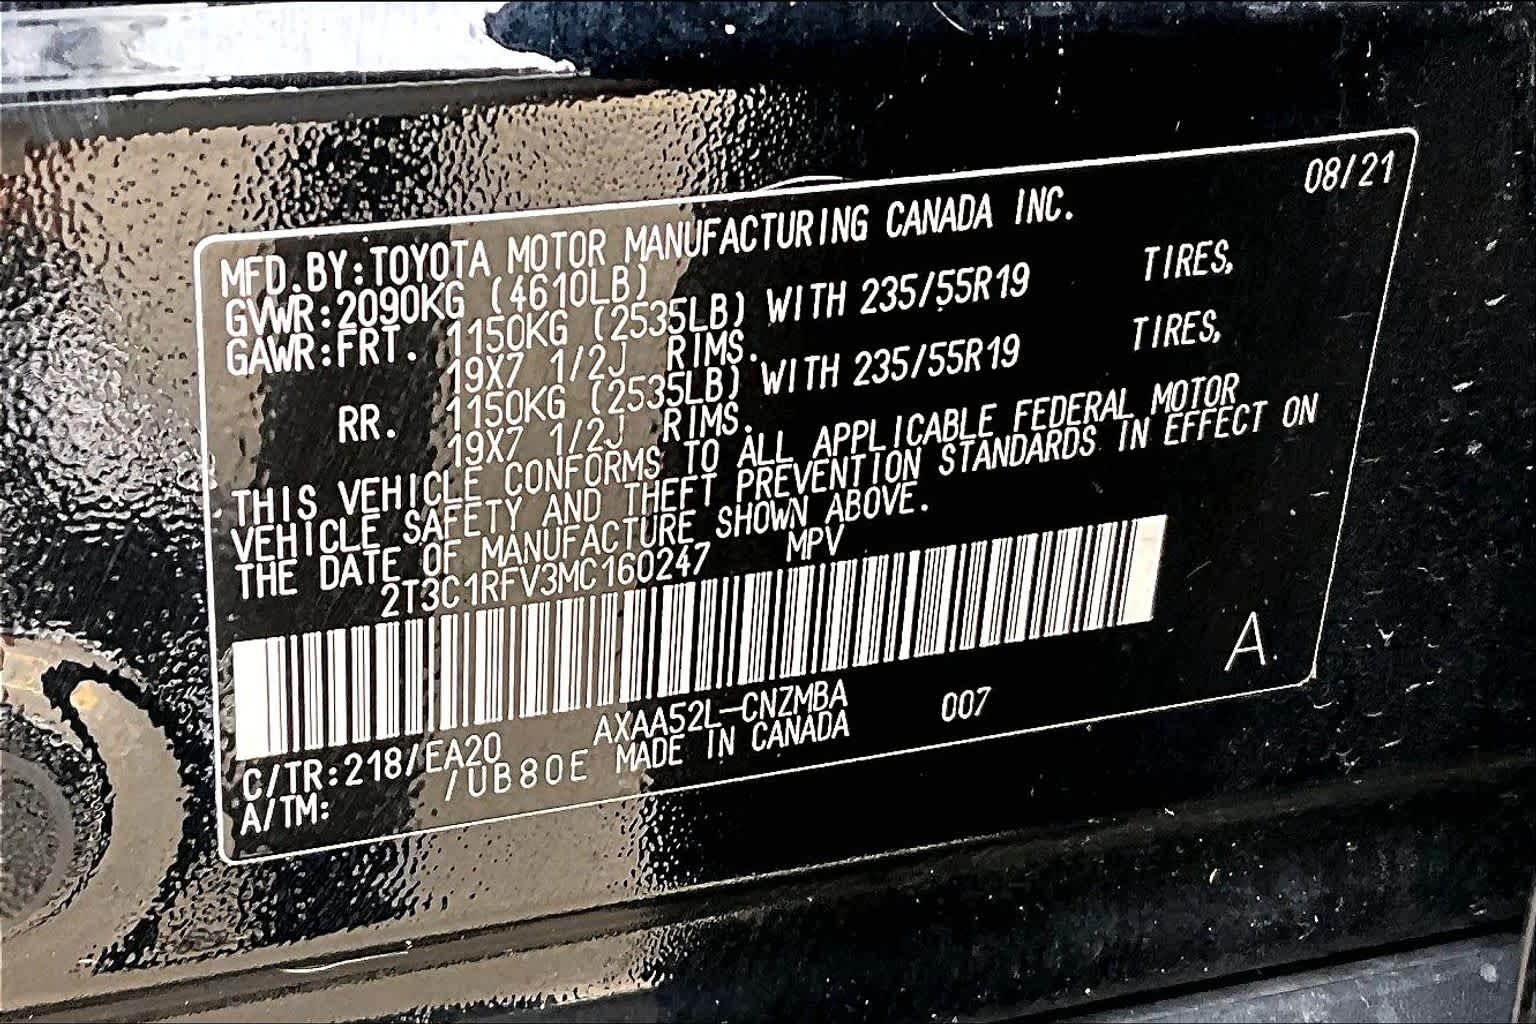 08/21
MFD.BY:TOYOTA MOTOR MANUFACTURING CANADA INC.
GVWR:2090KG (4610LB)
GAWR:FRT. 1150KG (2535LB) WITH 235/55R19 TIRES,
19X7 1/2J RIMS.
RR. 1150KG (2535LB) WITH 235/55R19 TIRES,
19X7 1/2J RIMS.
THIS VEHICLE CONFORMS TO ALL APPLICABLE FEDERAL MOTOR
VEHICLE SAFETY AND THEFT PREVENTION STANDARDS IN EFFECT ON
THE DATE OF MANUFACTURE SHOWN ABOVE.
2T3C1RFV3MC160247 MPV
A.
C/TR:218/EA20 AXAA52L-CNZMBA 007
A/TM: /UB80E MADE IN CANADA